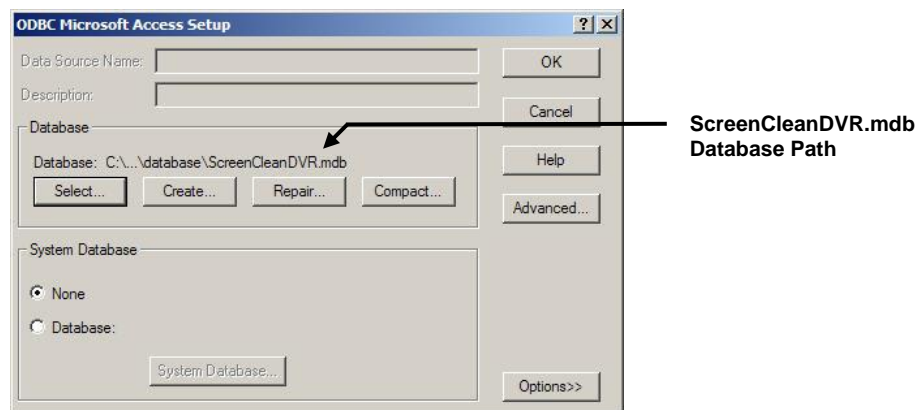 ODBC Microsoft Access Setup
Data Source Name:
OK
Description:
Cancel
Database
ScreenCleanDVR.mdb
Database Path
Database: C:\...\database\ScreenCleanDVR.mdb
Help
Select...
Create...
Repair...
Compact...
Advanced...
System Database
None
Database:
System Database...
Options>>